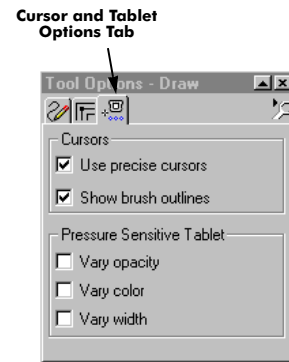 Cursor and Tablet
Options Tab
Tool Options - Draw
Cursors
Use precise cursors
Show brush outlines
Pressure Sensitive Tablet
Vary opacity
Vary color
Vary width